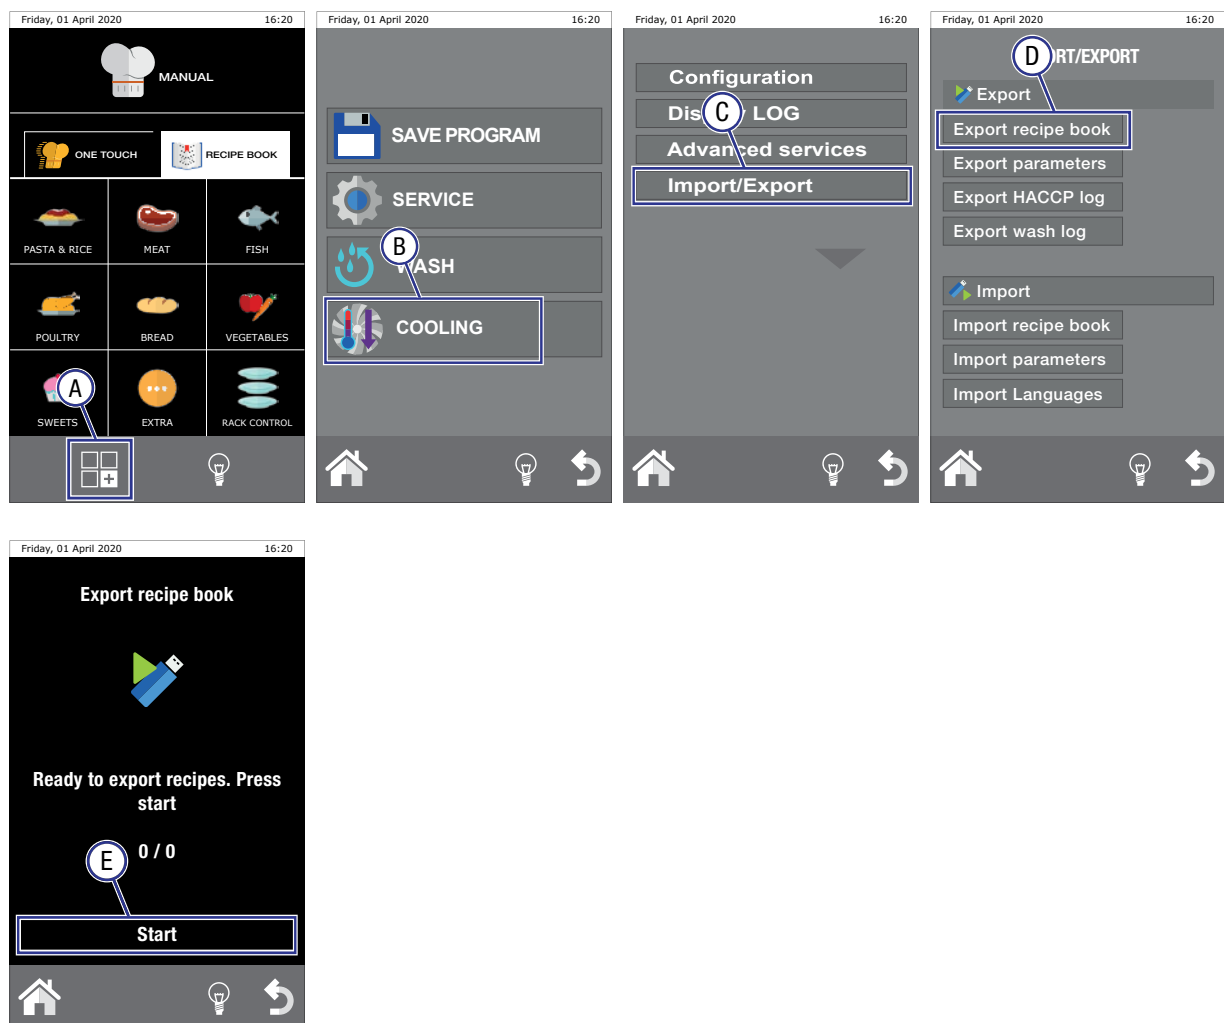 Friday, 01 April 2020 16:20
MANUAL
ONE TOUCH
RECIPE BOOK
PASTA & RICE
MEAT
FISH
POULTRY
BREAD
VEGETABLES
A
SWEETS
EXTRA
RACK CONTROL
Friday, 01 April 2020 16:20
SAVE PROGRAM
SERVICE
B
WASH
COOLING
Friday, 01 April 2020 16:20
Configuration
C
LOG
Advanced services
Import/Export
Friday, 01 April 2020 16:20
D
RT/EXPORT
Export
Export recipe book
Export parameters
Export HACCP log
Export wash log
Import
Import recipe book
Import parameters
Import Languages
Friday, 01 April 2020 16:20
Export recipe book
Ready to export recipes. Press
start
0 / 0
E
Start